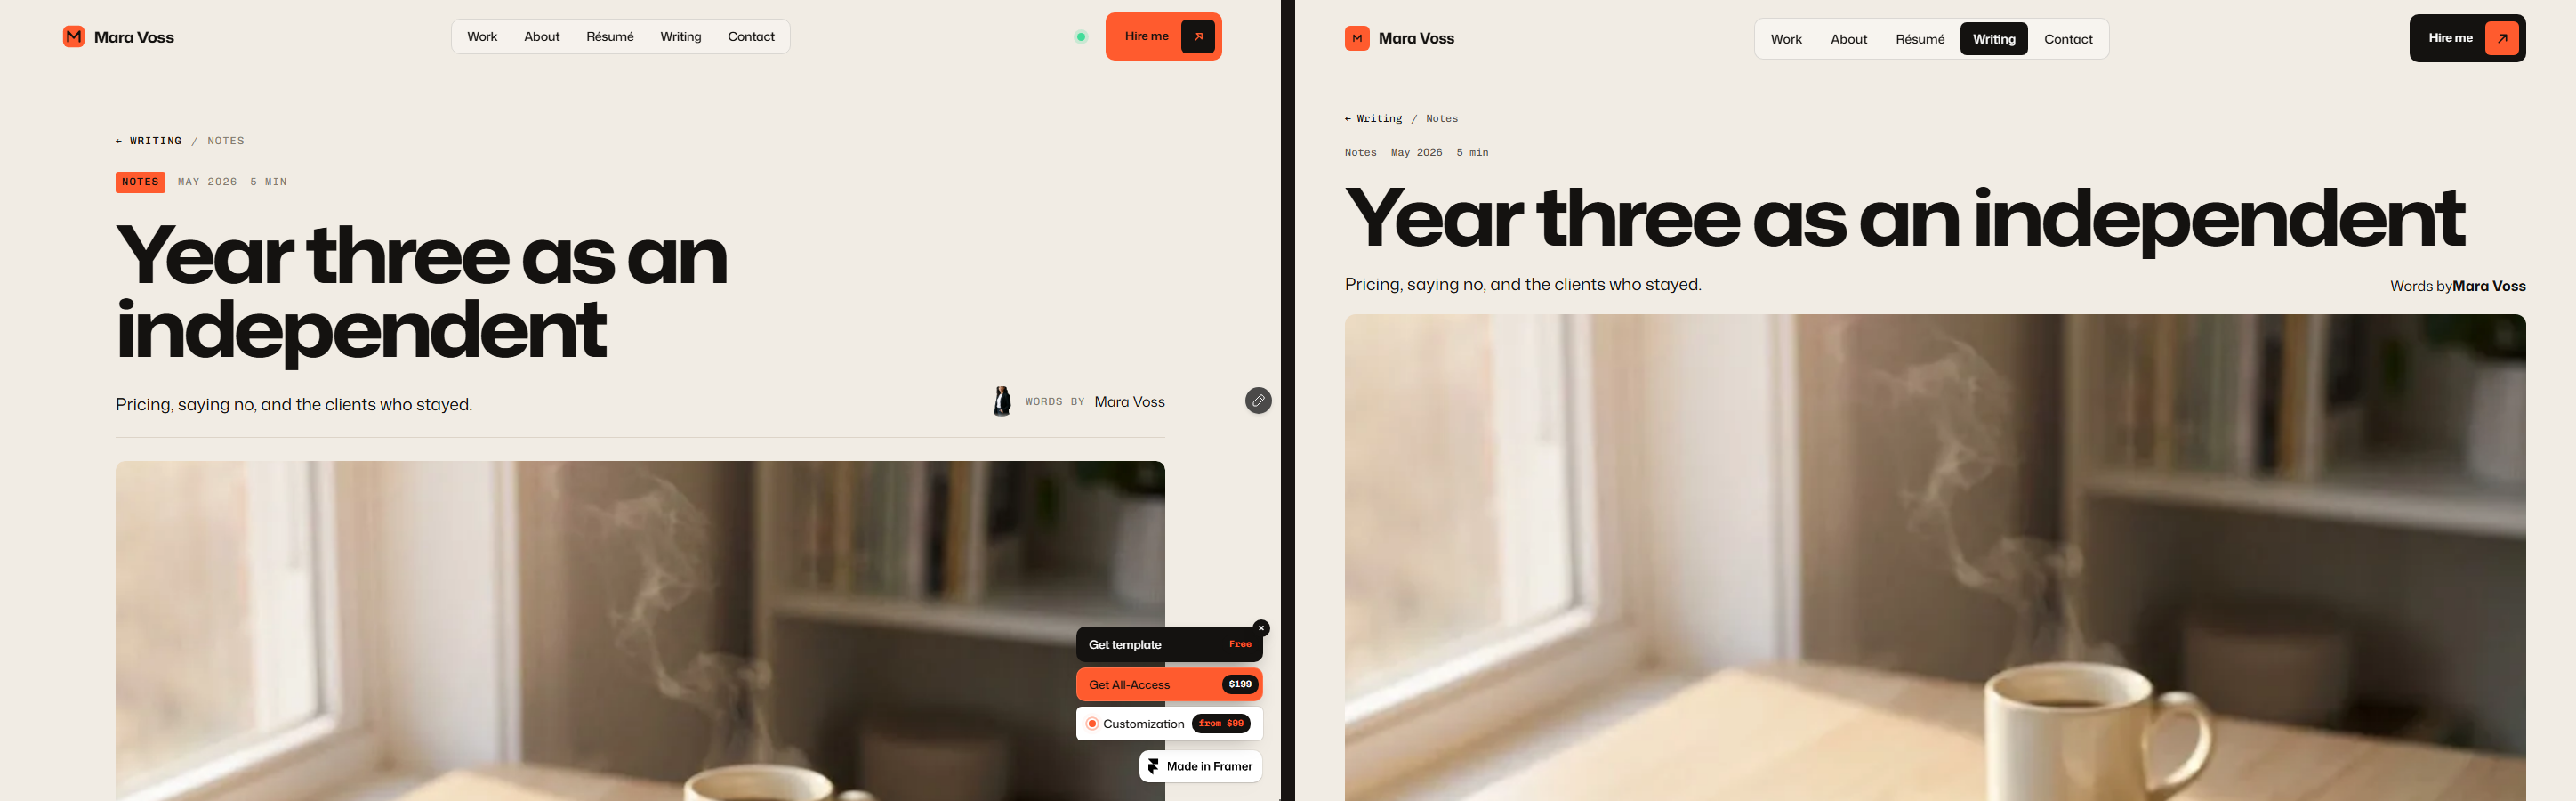 Mara Voss
Work About Résumé Writing Contact
Hire me
← WRITING / NOTES
NOTES MAY 2026 5 MIN
Year three as an
independent
Pricing, saying no, and the clients who stayed.
WORDS BY Mara Voss
Get template Free
Get All-Access $199
Customization from $99
Made in Framer
M Mara Voss
Work About Résumé Writing Contact
Hire me
← Writing / Notes
Notes May 2026 5 min
Year three as an independent
Pricing, saying no, and the clients who stayed.
Words byMara Voss